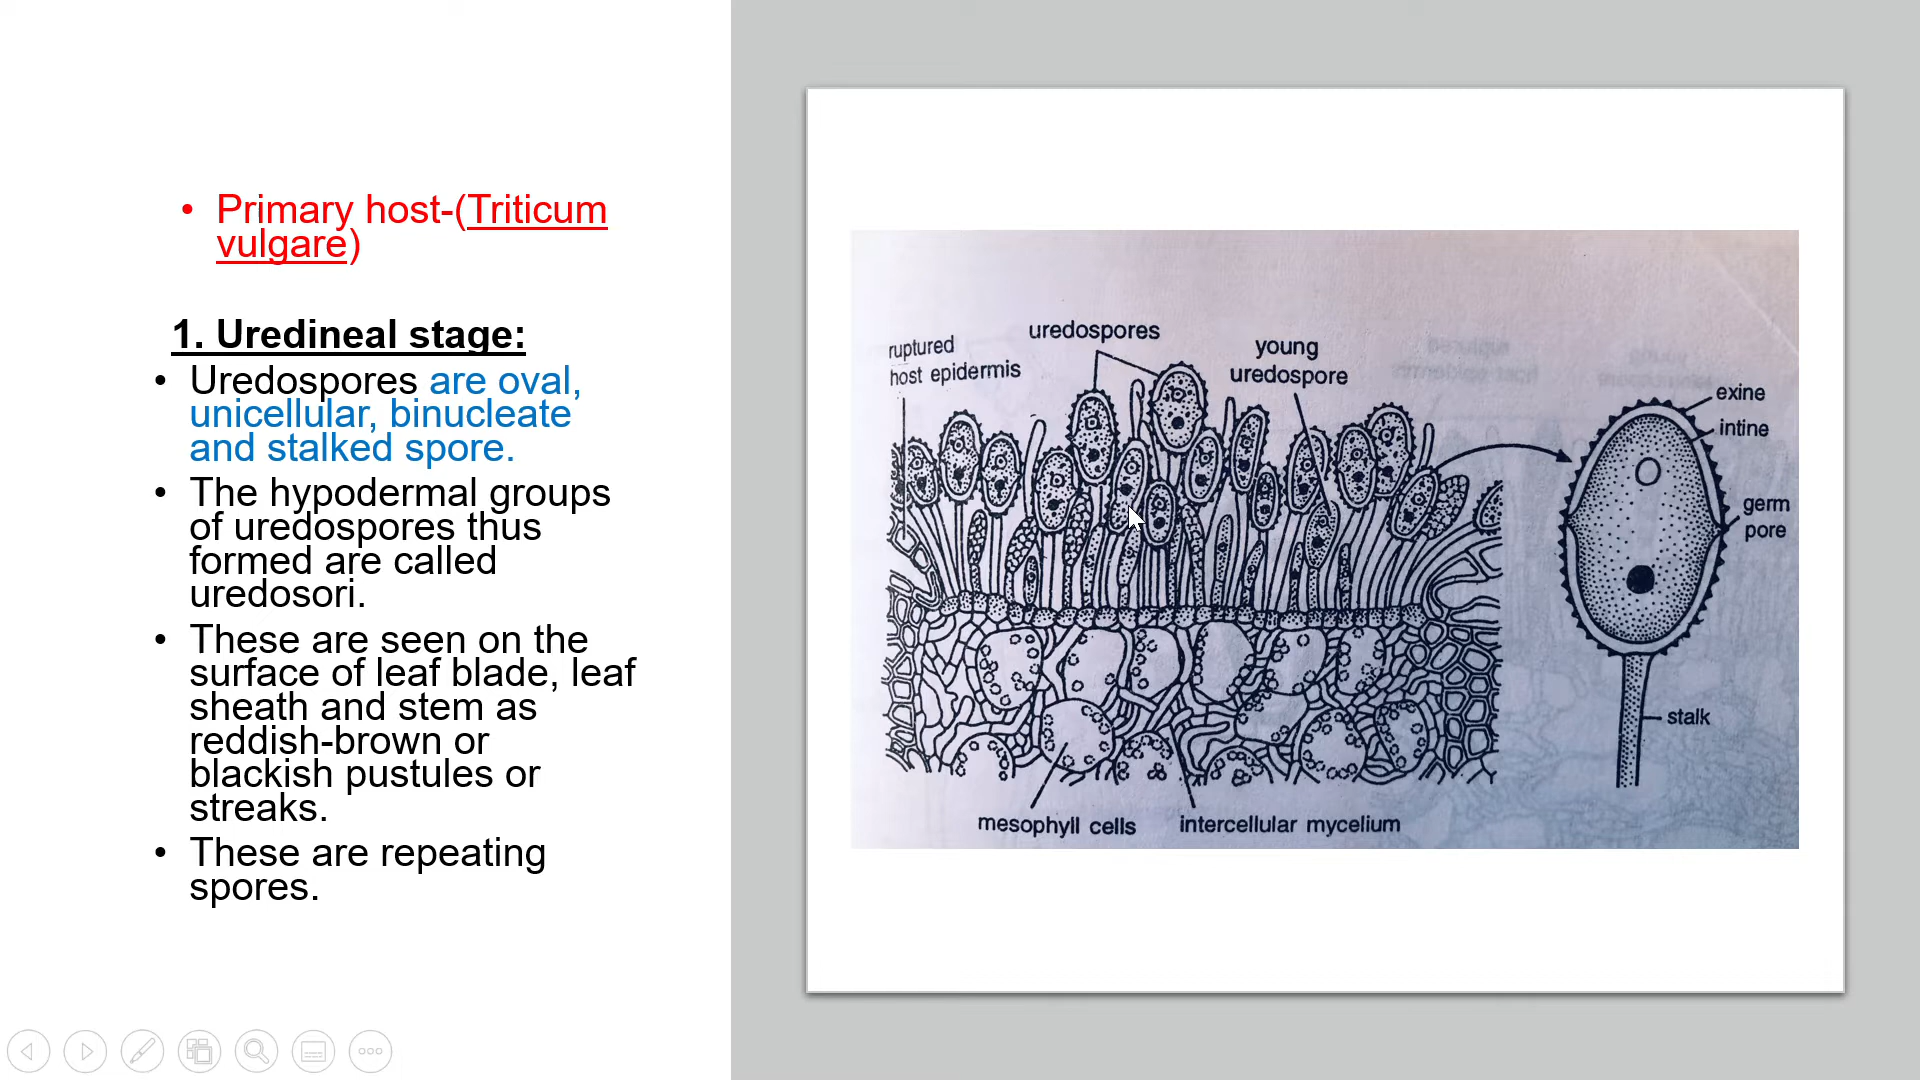 • Primary host-(Triticum
vulgare)
1. Uredineal stage:
• Uredospores are oval,
unicellular, binucleate
and stalked spore.
• The hypodermal groups
of uredospores thus
formed are called
uredosori.
• These are seen on the
surface of leaf blade, leaf
sheath and stem as
reddish-brown or
blackish pustules or
streaks.
• These are repeating
spores.
ruptured
host epidermis
uredospores
young
uredospore
exine
intine
germ
pore
stalk
mesophyll cells
intercellular mycelium